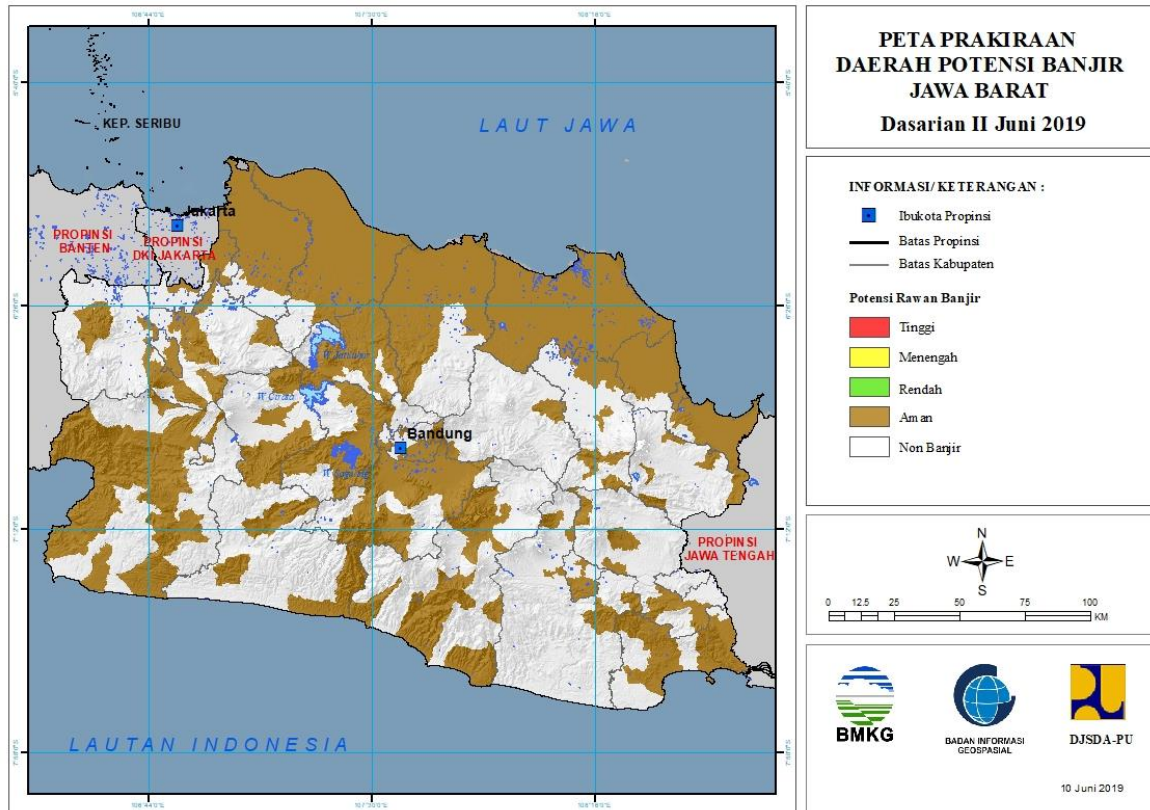 PETA PRAKIRAAN
DAERAH POTENSI BANJIR
JAWA BARAT
Dasarian II Juni 2019
INFORMASI/ KETERANGAN :
Ibukota Propinsi
Batas Propinsi
Batas Kabupaten
Potensi Rawan Banjir
Tinggi
Menengah
Rendah
Aman
Non Banjir
N
W
E
S
0 12.5 25 50 75 100
KM
BMKG
BADAN INFORMASI
GEOSPASIAL
DJSDA-PU
10 Juni 2019
KEP. SERIBU
LAUT JAWA
Jakarta
PROPINSI
BANTEN
PROPINSI
DKI JAKARTA
W. Cirata
Bandung
PROPINSI
JAWA TENGAH
LAUTAN INDONESIA